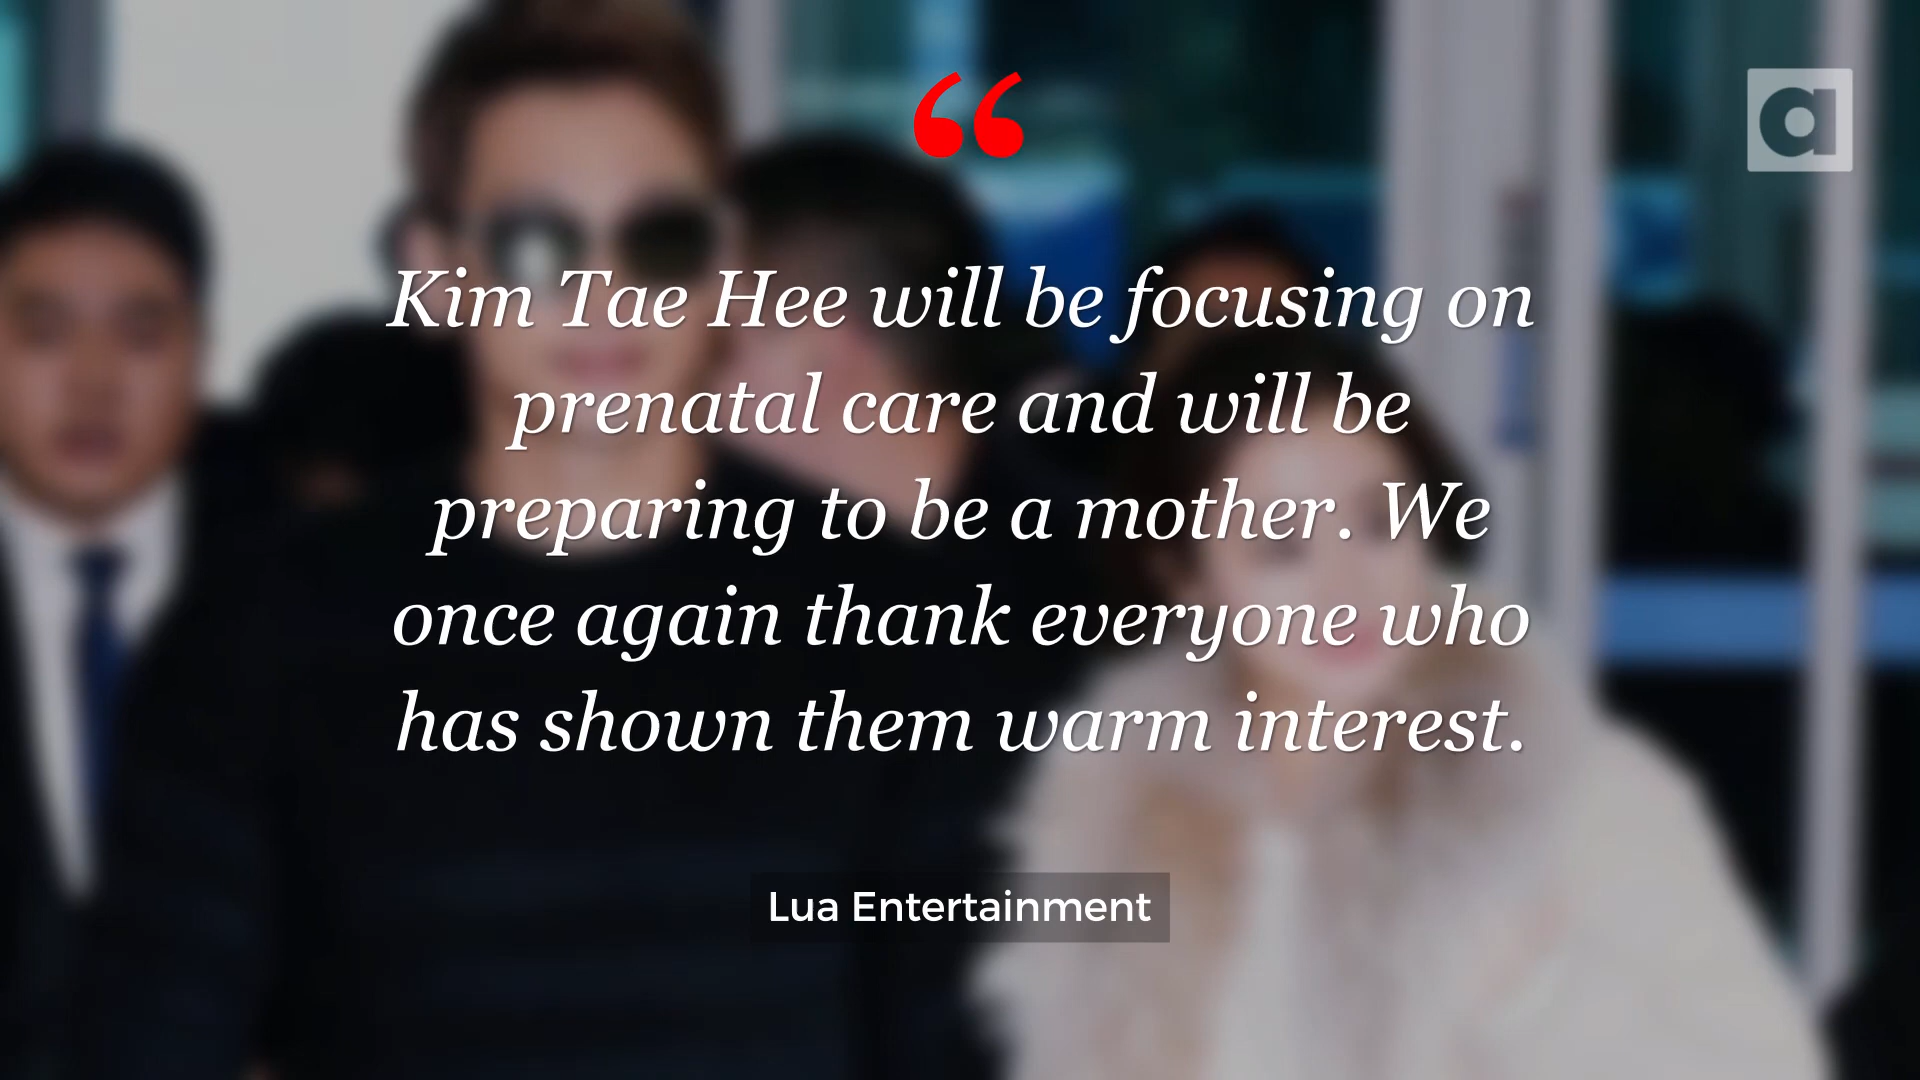 “
Kim Tae Hee will be focusing on
prenatal care and will be
preparing to be a mother. We
once again thank everyone who
has shown them warm interest.
Lua Entertainment
a